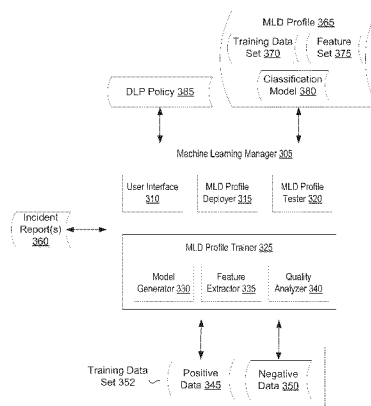 MLD Profile 365
Training Data
Set 370
Feature
Set 375
Classification
Model 380
DLP Policy 385
Machine Learning Manager 305
User Interface
310
MLD Profile
Deployer 315
MLD Profile
Tester 320
Incident
Report(s)
360
MLD Profile Trainer 325
Model
Generator 330
Feature
Extractor 335
Quality
Analyzer 340
Training Data
Set 352
Positive
Data 345
Negative
Data 350